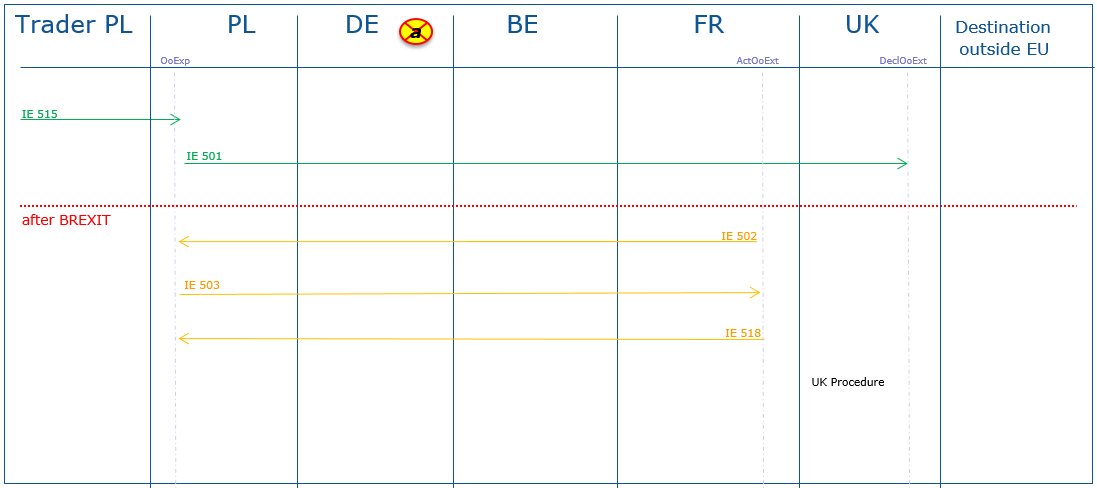 Trader PL
PL
DE
a
BE
FR
UK
Destination
outside EU
OoExp
ActOoExt
DeclOoExt
IE 515
IE 501
after BREXIT
IE 502
IE 503
IE 518
UK Procedure